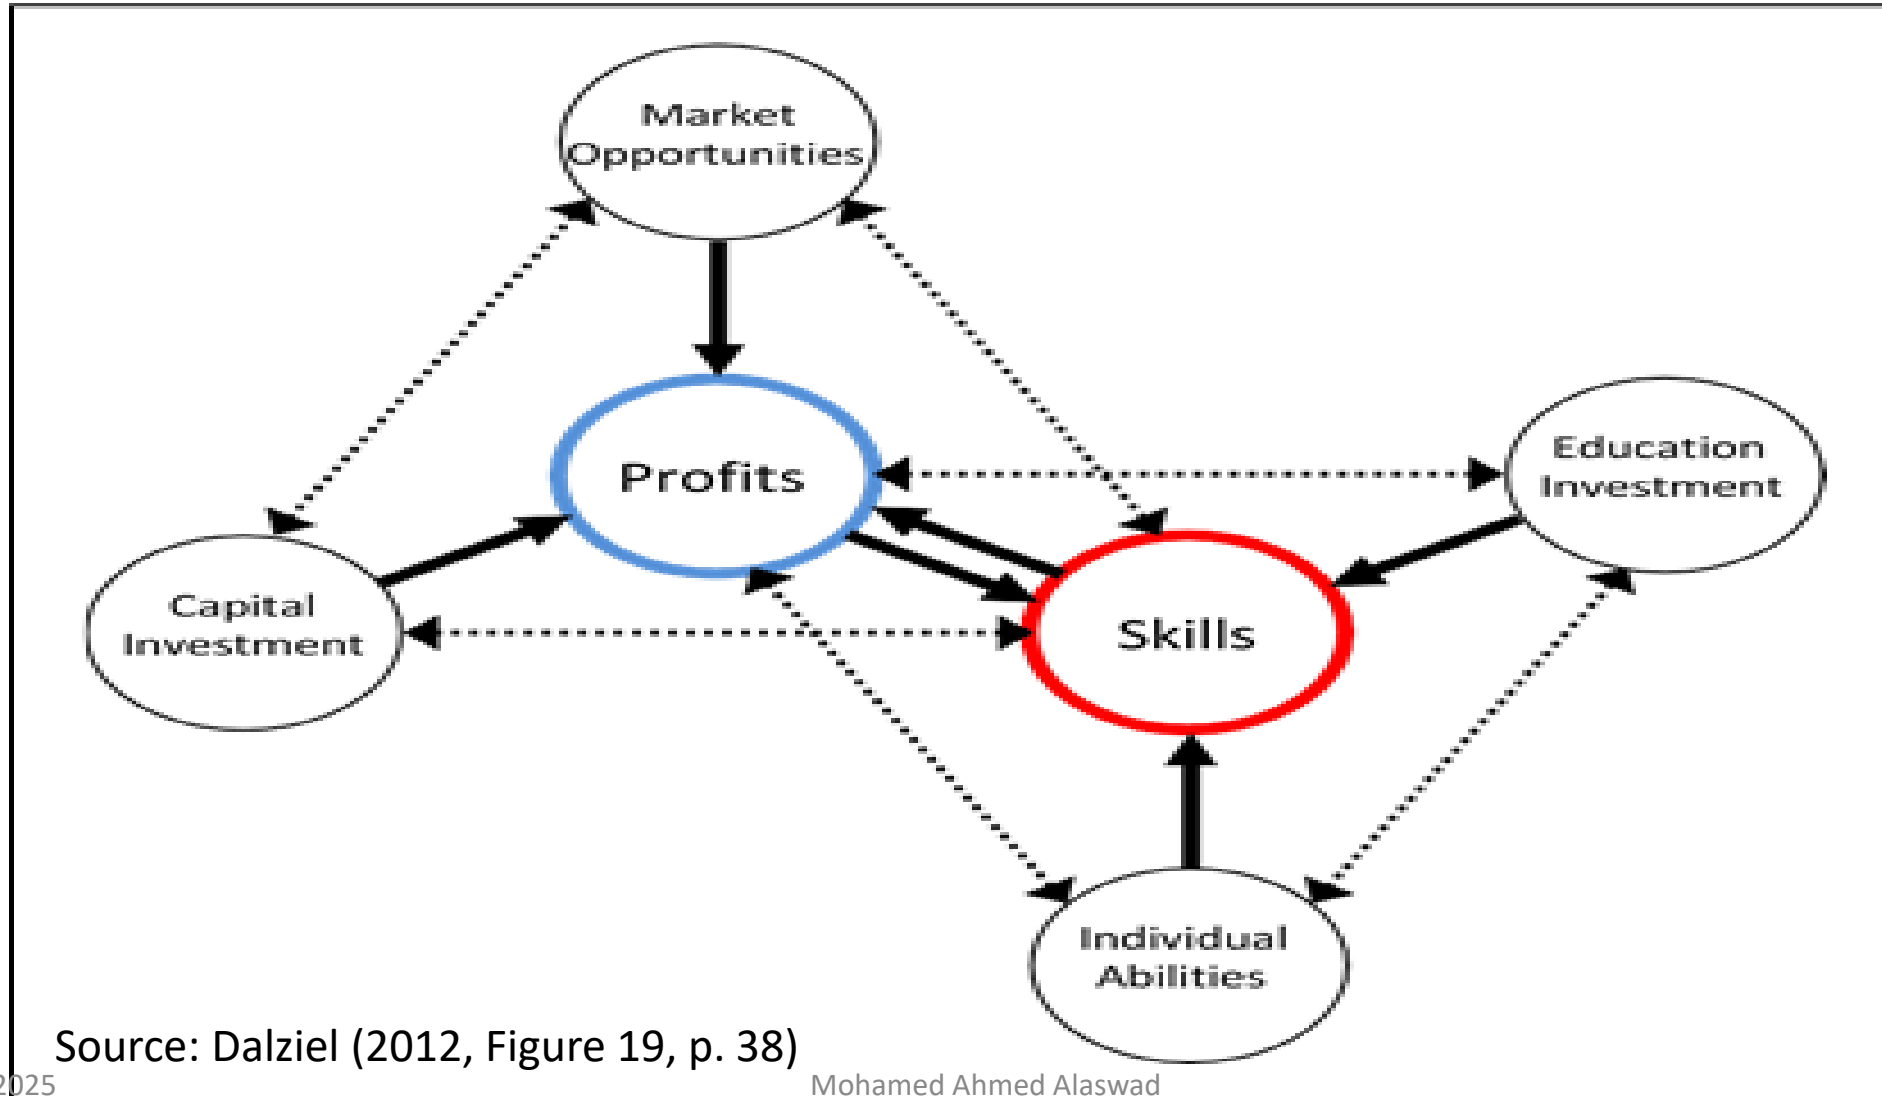 Market
Opportunities
Profits
Education
Investment
Capital
Investment
Skills
Individual
Abilities
Source: Dalziel (2012, Figure 19, p. 38)
2025
Mohamed Ahmed Alaswad